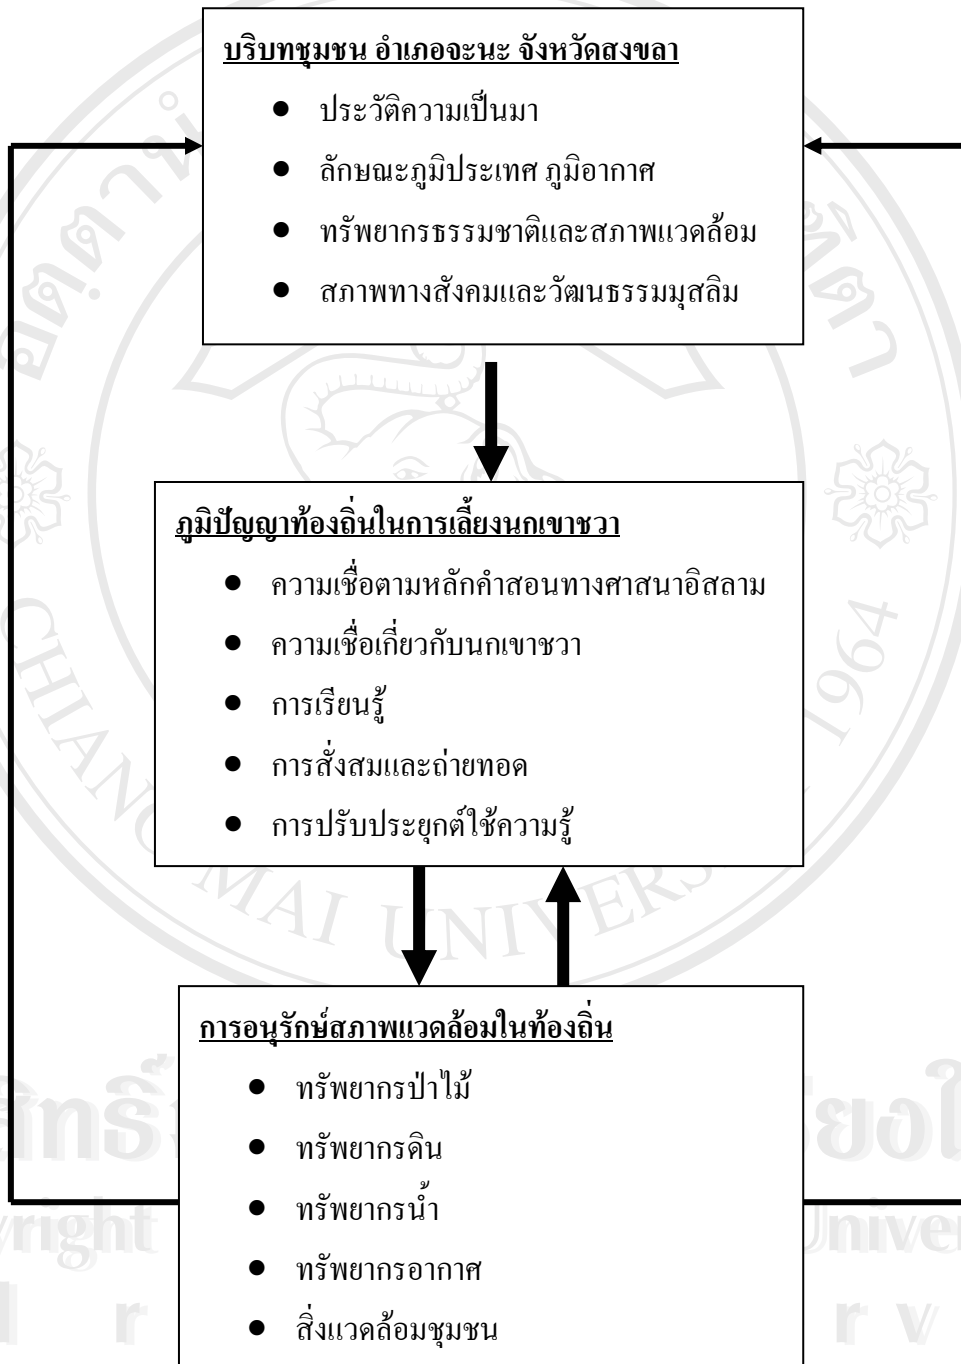 บริบทชุมชน อำเภอจะนะ จังหวัดสงขลา
● ประวัติความเป็นมา
● ลักษณะภูมิประเทศ ภูมิอากาศ
● ทรัพยากรธรรมชาติและสภาพแวดล้อม
● สภาพทางสังคมและวัฒนธรรมมุสลิม
ภูมิปัญญาท้องถิ่นในการเลี้ยงนกเขาชวา
● ความเชื่อตามหลักคำสอนทางศาสนาอิสลาม
● ความเชื่อเกี่ยวกับนกเขาชวา
● การเรียนรู้
● การสั่งสมและถ่ายทอด
● การปรับประยุกต์ใช้ความรู้
CHIANG MAI UNIVERS 1964
การอนุรักษ์สภาพแวดล้อมในท้องถิ่น
● ทรัพยากรป่าไม้
● ทรัพยากรดิน
● ทรัพยากรน้ำ
● ทรัพยากรอากาศ
● สิ่งแวดล้อมชุมชน